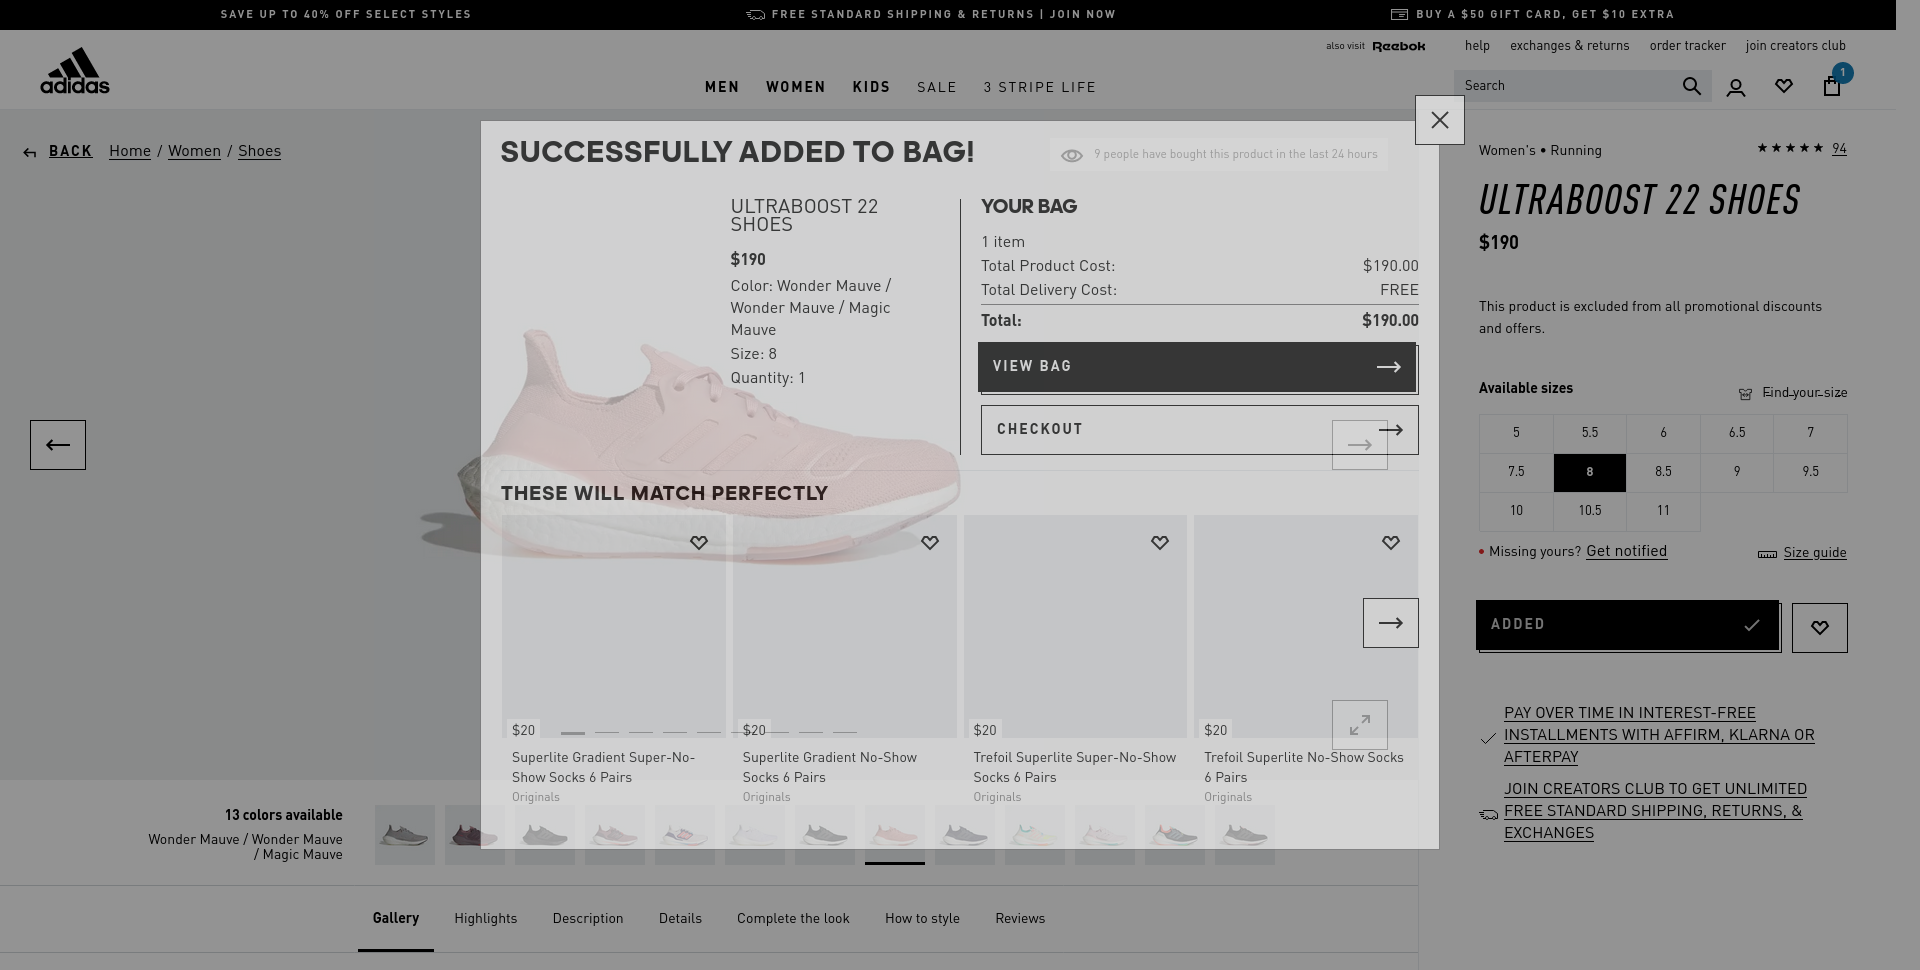 SAVE UP TO 40% OFF SELECT STYLES
FREE STANDARD SHIPPING & RETURNS | JOIN NOW
BUY A $50 GIFT CARD, GET $10 EXTRA
also visit Reebok
help
exchanges & returns
order tracker
join creators club
adidas
MEN
WOMEN
KIDS
SALE
3 STRIPE LIFE
Search
1
BACK
Home / Women / Shoes
SUCCESSFULLY ADDED TO BAG!
9 people have bought this product in the last 24 hours
ULTRABOOST 22
SHOES
$190
Color: Wonder Mauve /
Wonder Mauve / Magic
Mauve
Size: 8
Quantity: 1
YOUR BAG
1 item
Total Product Cost: $190.00
Total Delivery Cost: FREE
Total: $190.00
VIEW BAG
CHECKOUT
THESE WILL MATCH PERFECTLY
$20
Superlite Gradient Super-No-
Show Socks 6 Pairs
Originals
$20
Superlite Gradient No-Show
Socks 6 Pairs
Originals
$20
Trefoil Superlite Super-No-Show
Socks 6 Pairs
Originals
$20
Trefoil Superlite No-Show Socks
6 Pairs
Originals
Women's • Running
94
ULTRABOOST 22 SHOES
$190
This product is excluded from all promotional discounts
and offers.
Available sizes
Find your size
5 5.5 6 6.5 7
7.5 8 8.5 9 9.5
10 10.5 11
Missing yours? Get notified
Size guide
ADDED
PAY OVER TIME IN INTEREST-FREE
INSTALLMENTS WITH AFFIRM, KLARNA OR
AFTERPAY
JOIN CREATORS CLUB TO GET UNLIMITED
FREE STANDARD SHIPPING, RETURNS, &
EXCHANGES
13 colors available
Wonder Mauve / Wonder Mauve
/ Magic Mauve
Gallery
Highlights
Description
Details
Complete the look
How to style
Reviews